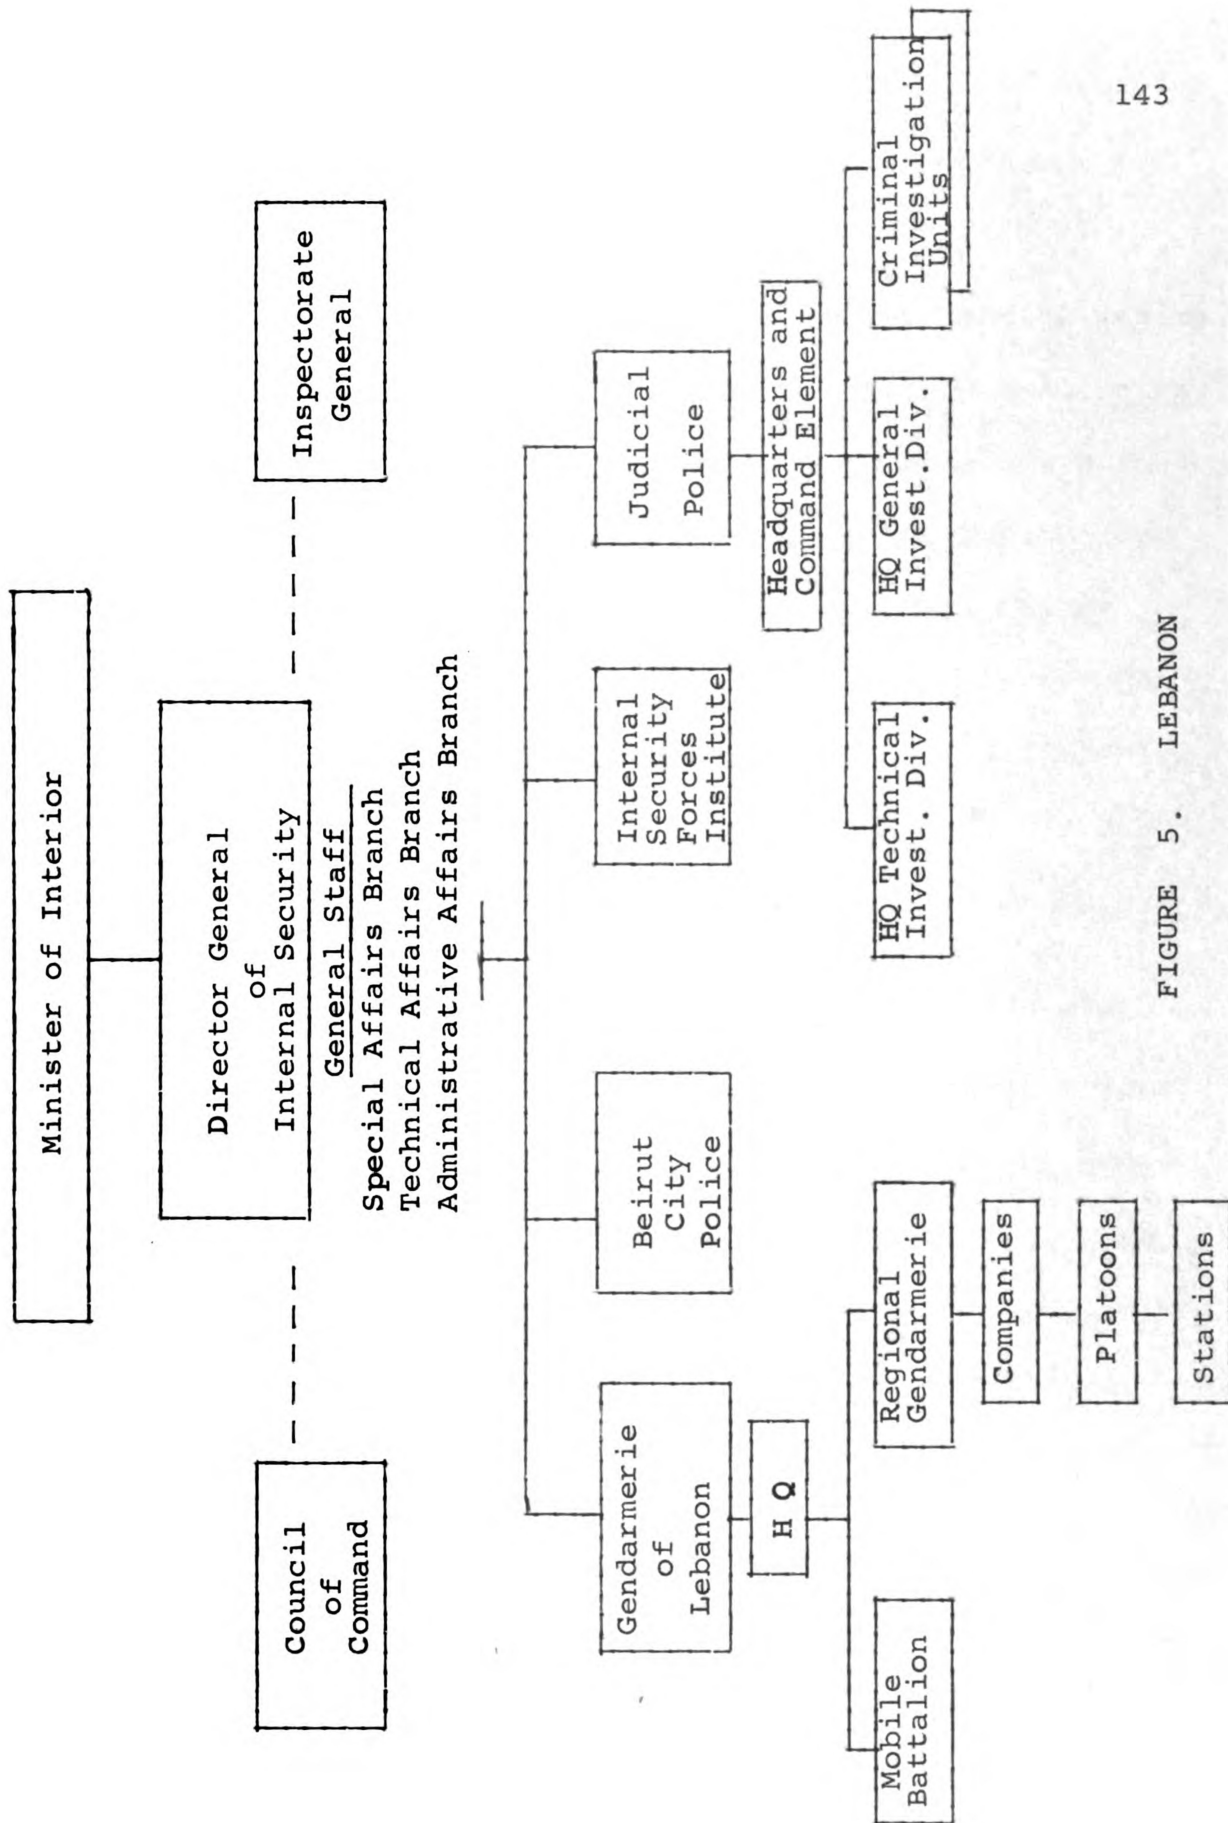 143
Minister of Interior
Council
of
Command
Director General
of
Internal Security
Inspectorate
General
General Staff
Special Affairs Branch
Technical Affairs Branch
Administrative Affairs Branch
Gendarmerie
of
Lebanon
Beirut
City
Police
Internal
Security
Forces
Institute
Judicial
Police
H Q
Headquarters and
Command Element
Mobile
Battalion
Regional
Gendarmerie
HQ Technical
Invest. Div.
HQ General
Invest.Div.
Criminal
Investigation
Units
Companies
Platoons
Stations
FIGURE 5. LEBANON